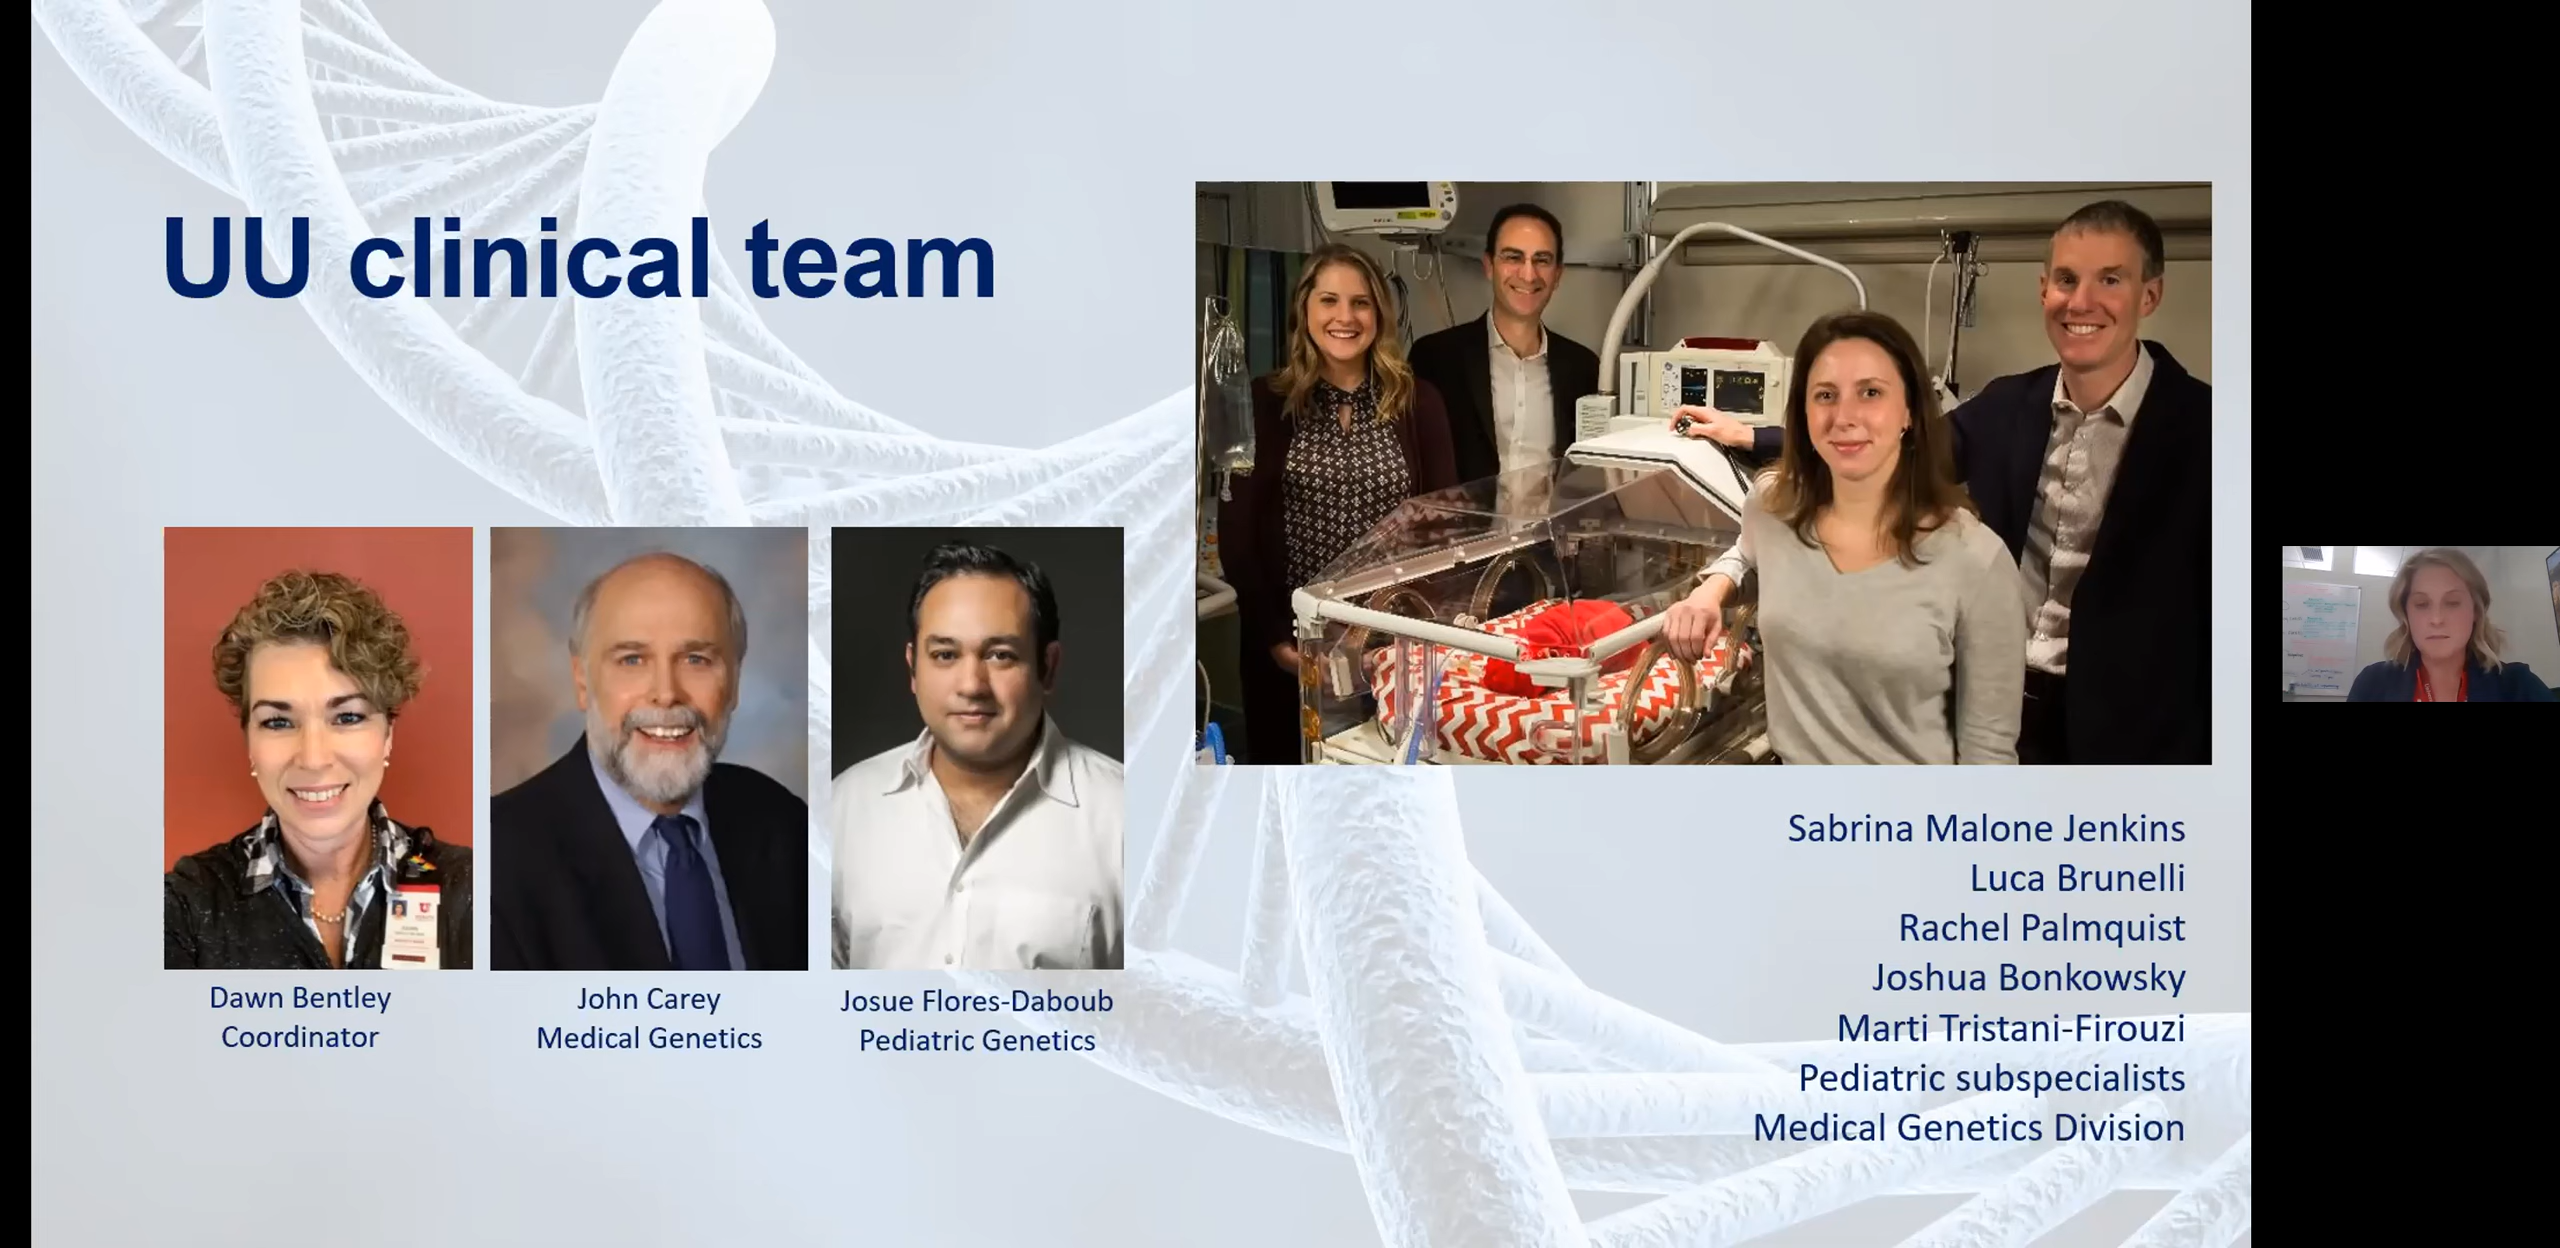 UU clinical team
Dawn Bentley
Coordinator
John Carey
Medical Genetics
Josue Flores-Daboub
Pediatric Genetics
Sabrina Malone Jenkins
Luca Brunelli
Rachel Palmquist
Joshua Bonkowsky
Marti Tristani-Firouzi
Pediatric subspecialists
Medical Genetics Division